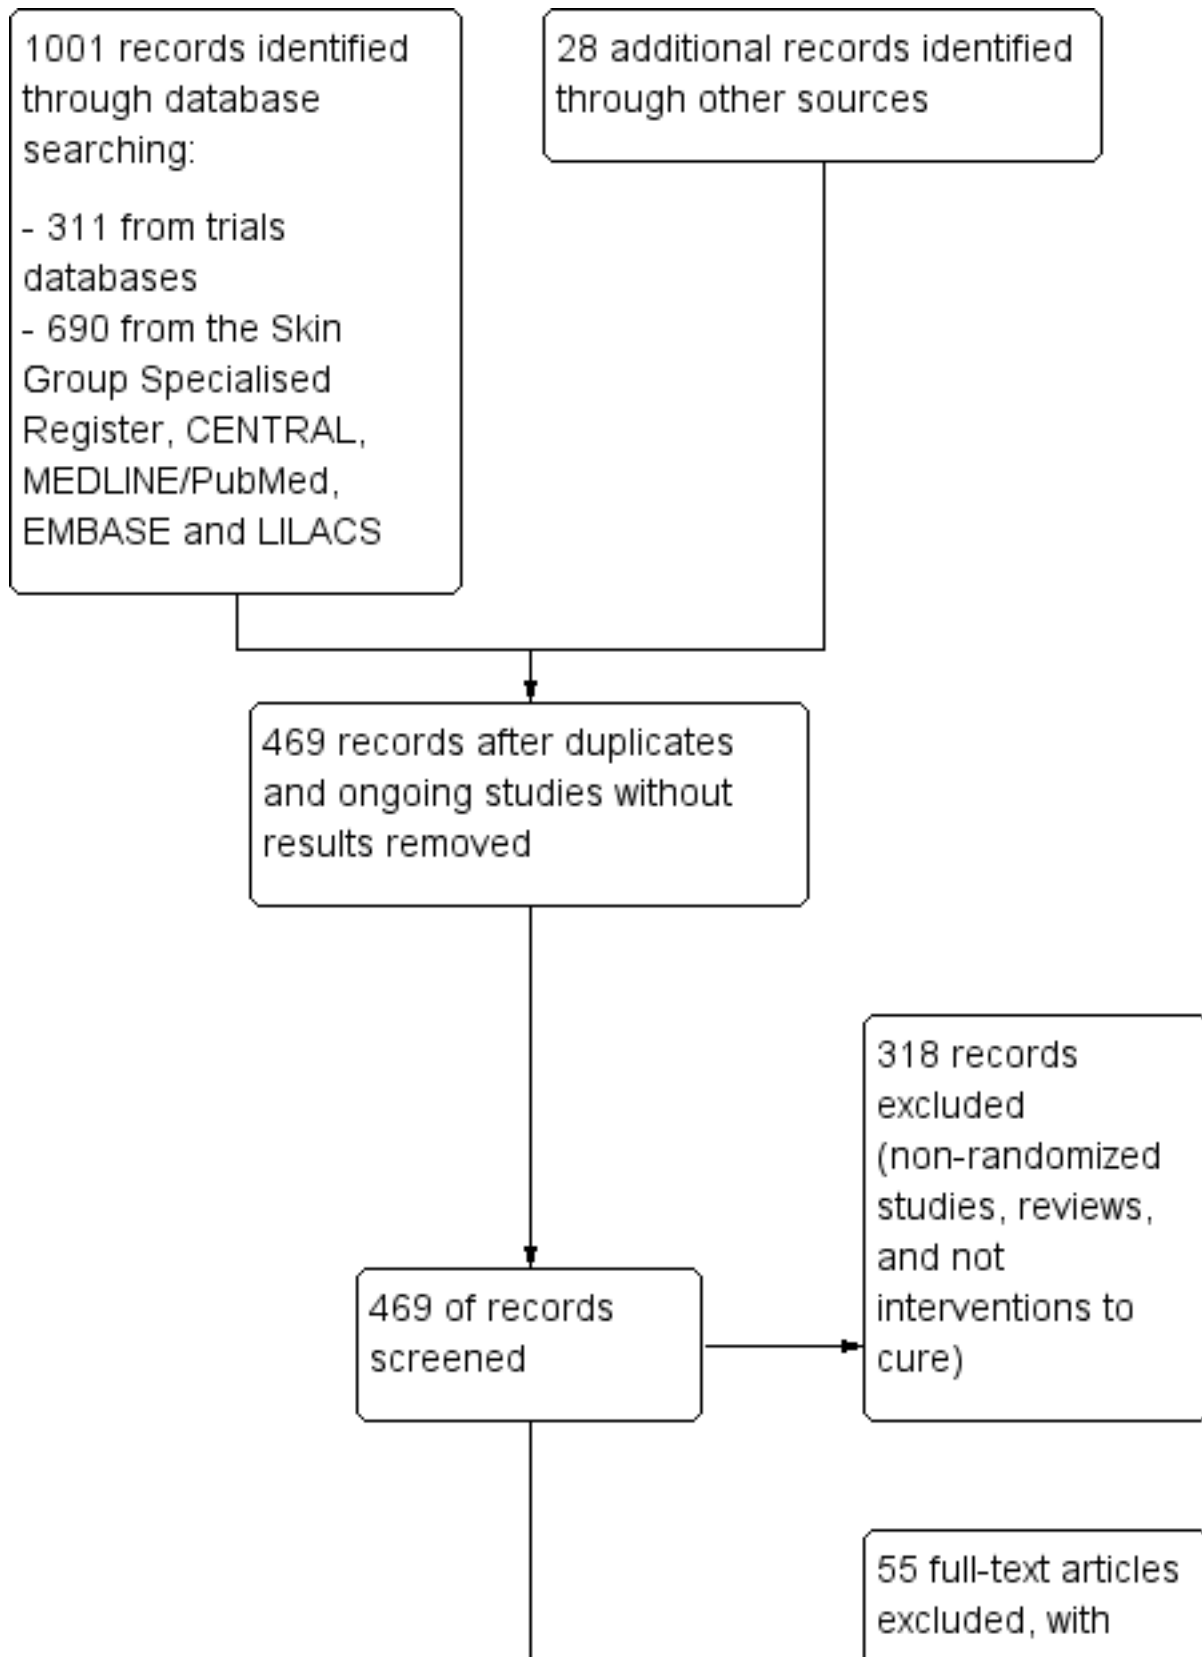 1001 records identified
through database
searching:
- 311 from trials
databases
- 690 from the Skin
Group Specialised
Register, CENTRAL,
MEDLINE/PubMed,
EMBASE and LILACS
28 additional records identified
through other sources
469 records after duplicates
and ongoing studies without
results removed
318 records
excluded
(non-randomized
studies, reviews,
and not
interventions to
cure)
469 of records
screened
55 full-text articles
excluded, with